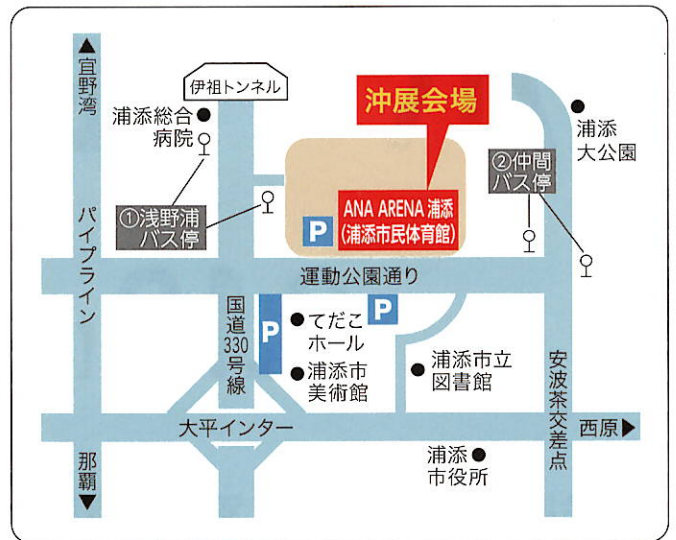 ▲
宜野湾
パイプライン
那覇
▼
伊祖トンネル
浦添総合
病院
①浅野浦
バス停
沖展会場
ANA ARENA 浦添
(浦添市民体育館)
P
浦添
大公園
②仲間
バス停
運動公園通り
国道330号線
P
P
てだこ
ホール
浦添市
美術館
浦添市立
図書館
安波茶交差点
大平インター
西原▶
浦添
市役所